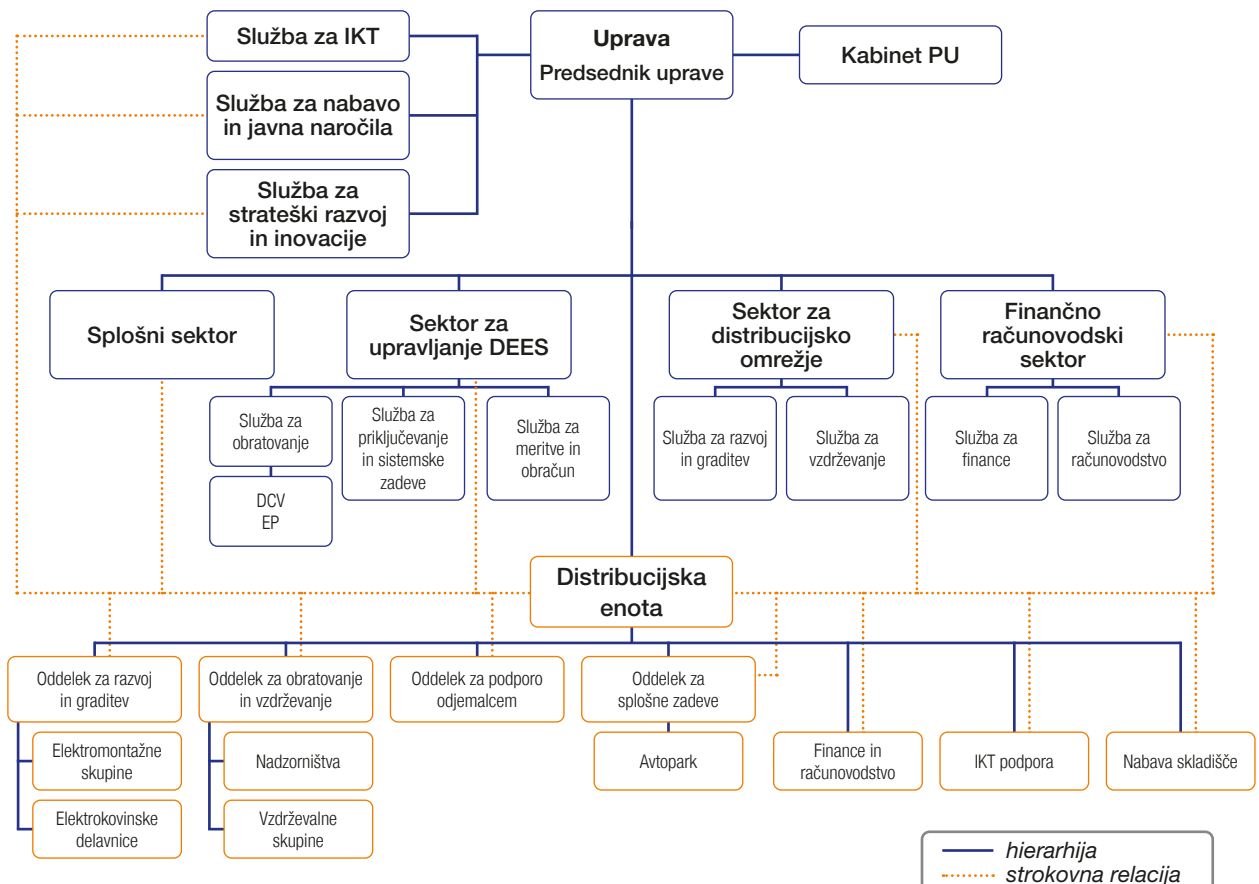 Služba za IKT
Uprava
Predsednik uprave
Kabinet PU
Služba za nabavo
in javna naročila
Služba za
strateški razvoj
in inovacije
Splošni sektor
Sektor za
upravljanje DEES
Sektor za
distribucijsko
omrežje
Finančno
računovodski
sektor
Služba za
obratovanje
Služba za
priključevanje
in sistemske
zadeve
Služba za
meritve in
obračun
Služba za razvoj
in graditev
Služba za
vzdrževanje
Služba za
finance
Služba za
računovodstvo
DCV
EP
Distribucijska
enota
Oddelek za razvoj
in graditev
Oddelek za obratovanje
in vzdrževanje
Oddelek za podporo
odjemalcem
Oddelek za
splošne zadeve
Elektromontažne
skupine
Nadzorništva
Avtopark
Finance in
računovodstvo
IKT podpora
Nabava skladišče
Elektrokovinske
delavnice
Vzdrževalne
skupine
hierarhija
strokovna relacija